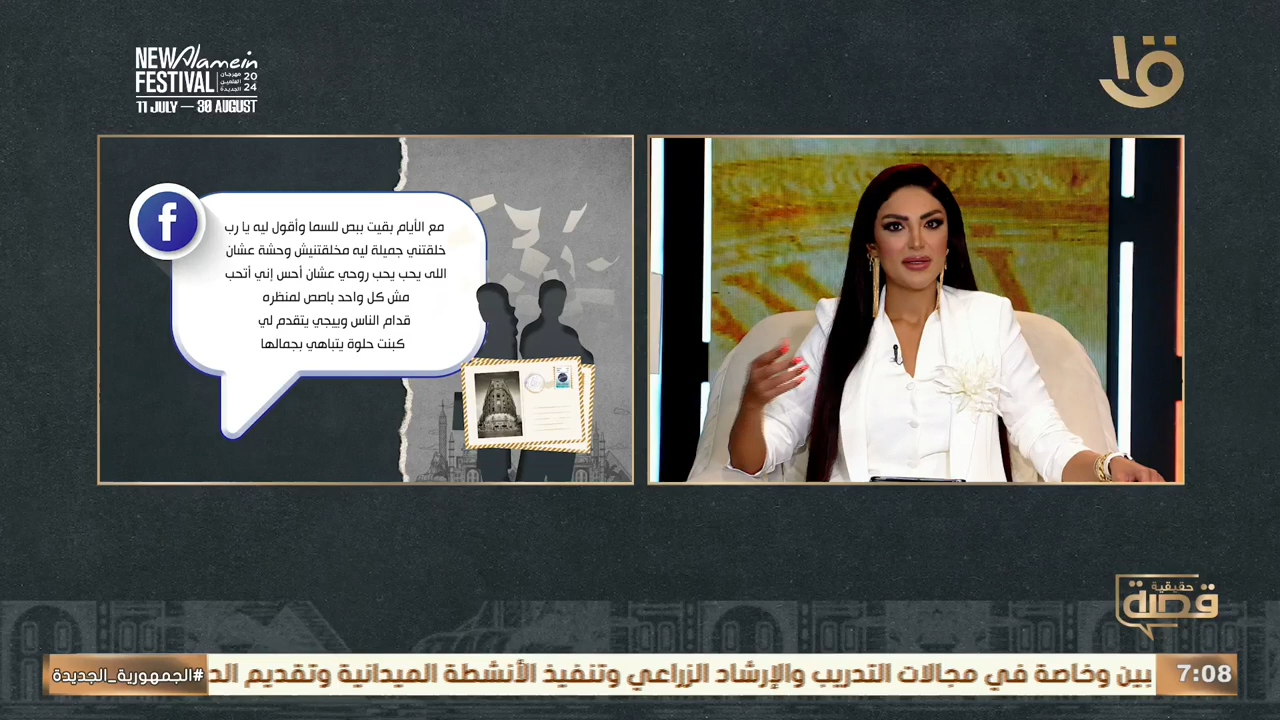 NEW Alamein
FESTIVAL
مهرجان
العلمين
الجديدة
2024
11 JULY — 30 AUGUST
f
مع الأيام بقيت ببص للسما وأقول ليه يا رب
خلقتني جميلة ليه مخلقتنيش وحشة عشان
اللى يحب يحب روحي عشان أحس إني أتحب
مش كل واحد باصص لمنظره
قدام الناس وييجي يتقدم لي
كبنت حلوة يتباهي بجمالها
قصة
حقيقية
7:08
بين وخاصة في مجالات التدريب والإرشاد الزراعي وتنفيذ الأنشطة الميدانية وتقديم الد
#الجمهورية_الجديدة